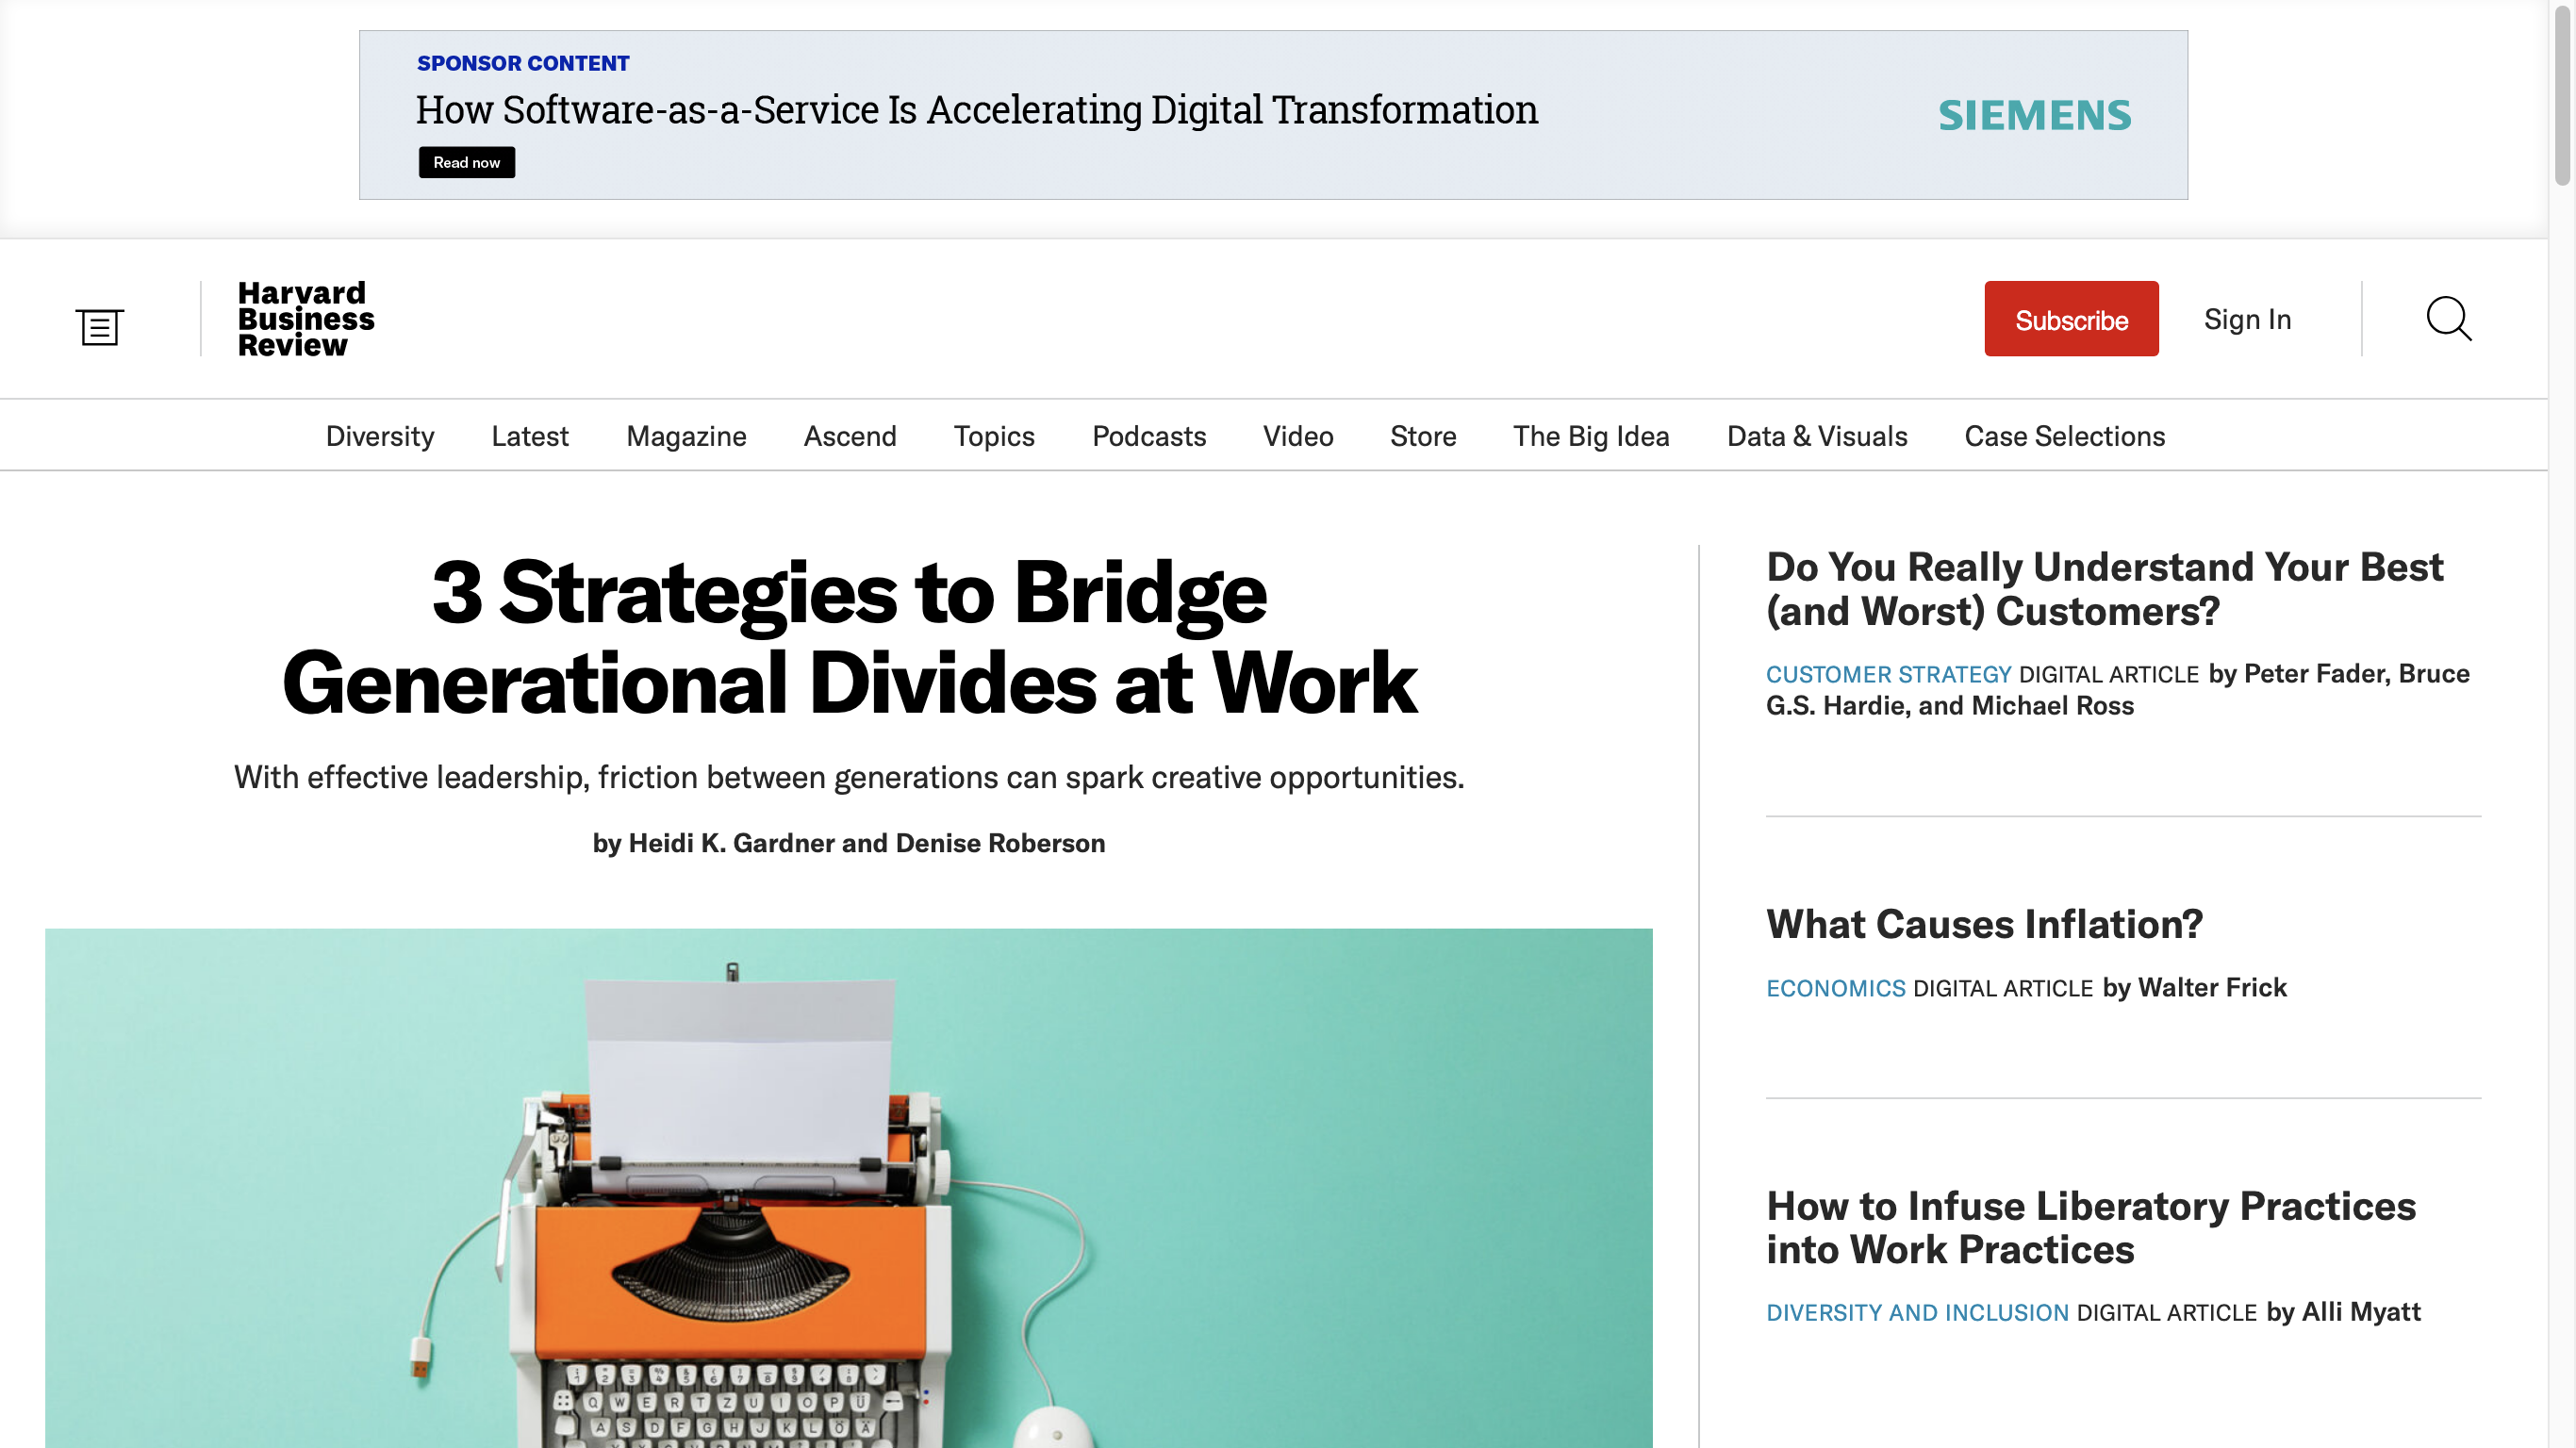 SPONSOR CONTENT
How Software-as-a-Service Is Accelerating Digital Transformation
Read now
SIEMENS
Harvard
Business
Review
Subscribe
Sign In
Diversity
Latest
Magazine
Ascend
Topics
Podcasts
Video
Store
The Big Idea
Data & Visuals
Case Selections
3 Strategies to Bridge
Generational Divides at Work
With effective leadership, friction between generations can spark creative opportunities.
by Heidi K. Gardner and Denise Roberson
Q W E R T Z U I O P Ü
A S D F G H J K L Ö Ä
Do You Really Understand Your Best
(and Worst) Customers?
CUSTOMER STRATEGY DIGITAL ARTICLE by Peter Fader, Bruce
G.S. Hardie, and Michael Ross
What Causes Inflation?
ECONOMICS DIGITAL ARTICLE by Walter Frick
How to Infuse Liberatory Practices
into Work Practices
DIVERSITY AND INCLUSION DIGITAL ARTICLE by Alli Myatt